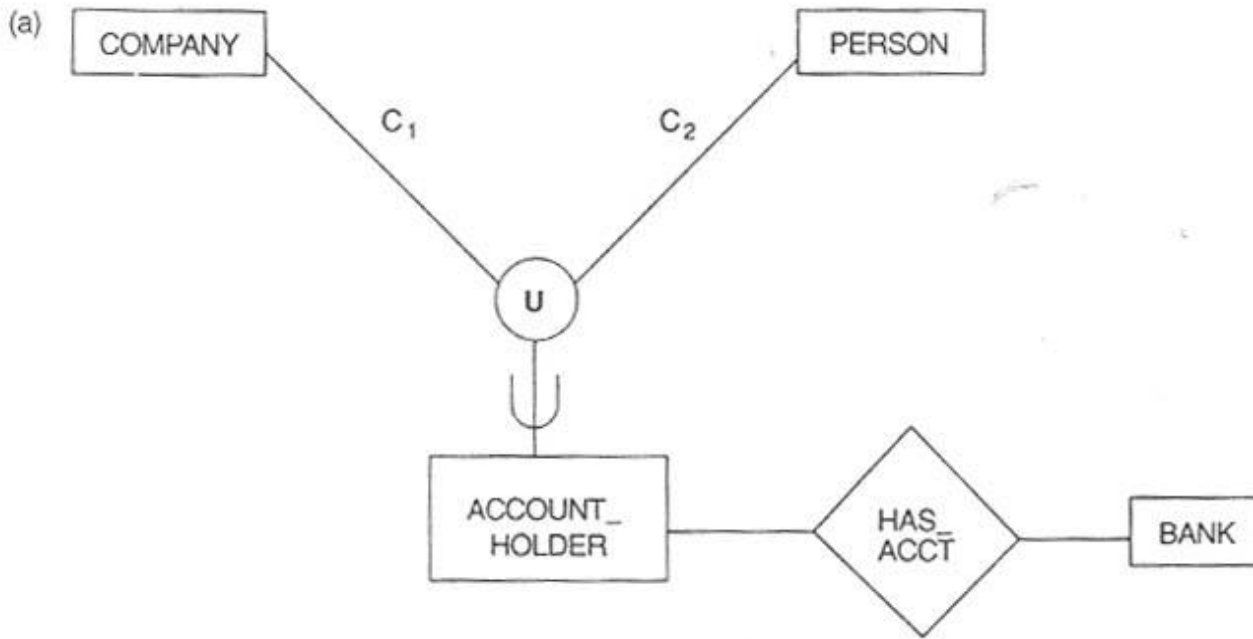 (a)
COMPANY
PERSON
C₁
C₂
U
ACCOUNT_
HOLDER
HAS_
ACCT
BANK